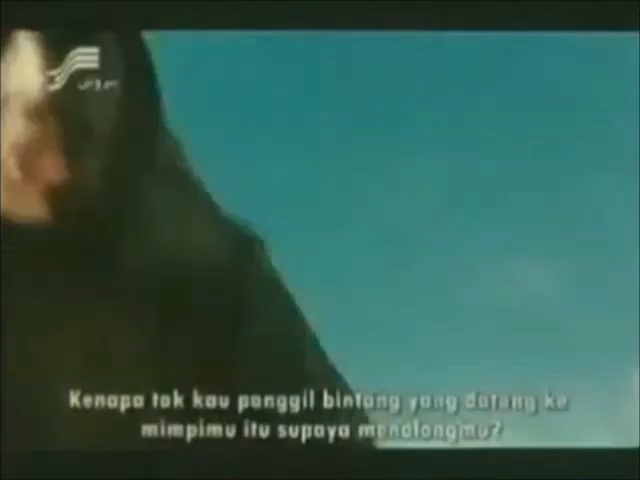 Kenapa tak kau panggil bintang yang datang ke
mimpimu itu supaya menolongmu?